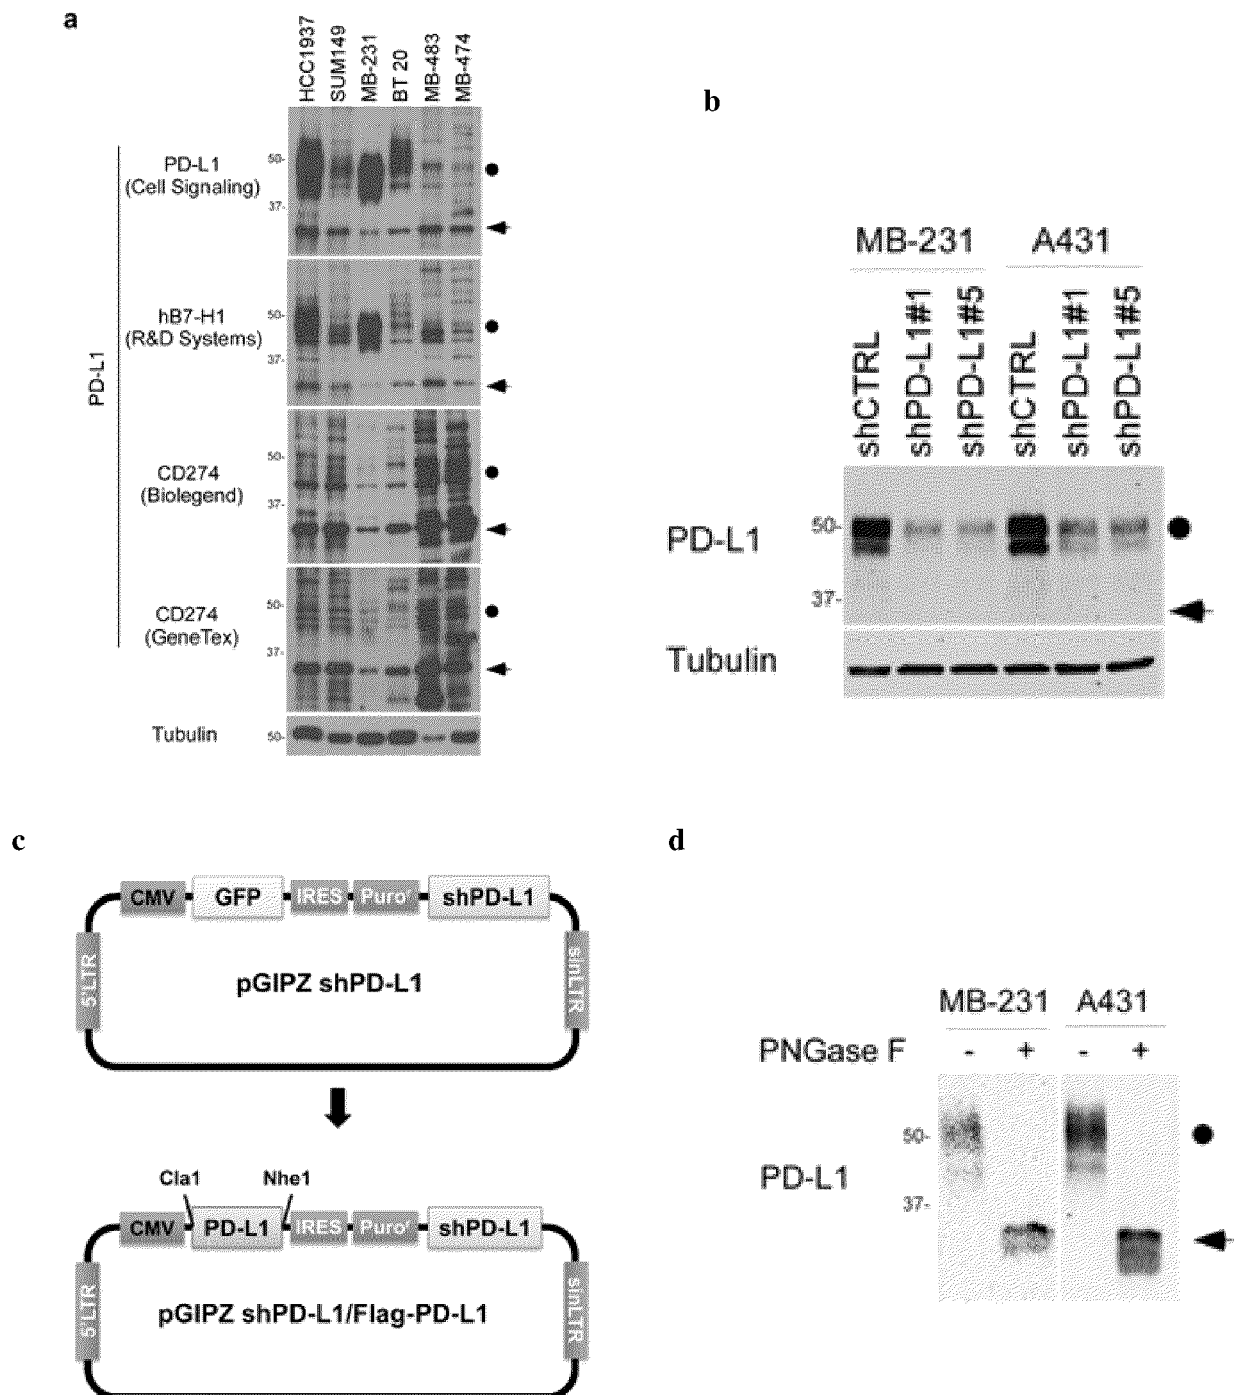 a
HCC1937
SUM149
MB-231
BT 20
MB-483
MB-474
PD-L1
PD-L1
(Cell Signaling)
50-
37-
hB7-H1
(R&D Systems)
50-
37-
CD274
(Biolegend)
50-
37-
CD274
(GeneTex)
50-
37-
Tubulin
50-
b
MB-231 A431
shCTRL
shPD-L1#1
shPD-L1#5
shCTRL
shPD-L1#1
shPD-L1#5
PD-L1
50-
37-
Tubulin
c
CMV GFP IRES Puroʳ shPD-L1
5'LTR
sinLTR
pGIPZ shPD-L1
Cla1 Nhe1
CMV PD-L1 IRES Puroʳ shPD-L1
5'LTR
sinLTR
pGIPZ shPD-L1/Flag-PD-L1
d
MB-231 A431
PNGase F - + - +
50-
PD-L1
37-